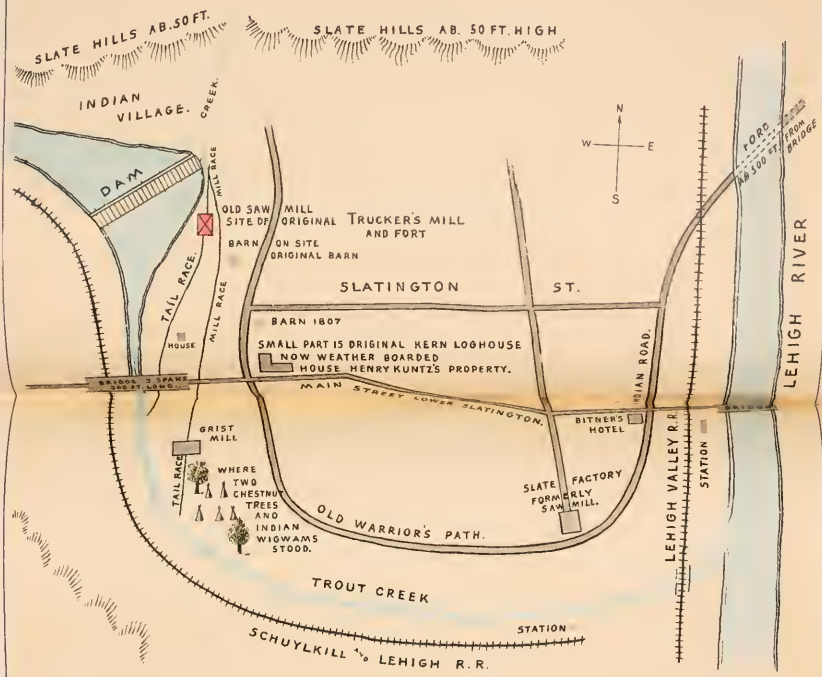 SLATE HILLS AB. 50 FT.
SLATE HILLS AB. 50 FT. HIGH
INDIAN
VILLAGE.
CREEK.
DAM
MILL RACE
N
W E
S
FORD
AB. 500 FT. FROM
BRIDGE
OLD SAW MILL
SITE OF ORIGINAL TRUCKER'S MILL
AND FORT
BARN ON SITE
ORIGINAL BARN
TAIL RACE.
MILL RACE
LEHIGH RIVER
SLATINGTON ST.
BARN 1807
HOUSE
SMALL PART IS ORIGINAL KERN LOGHOUSE
NOW WEATHER BOARDED
HOUSE HENRY KUNTZ'S PROPERTY.
INDIAN ROAD.
BRIDGE 3 SPANS
300 FT. LONG.
MAIN STREET LOWER SLATINGTON.
BITNER'S
HOTEL
BRIDGE
LEHIGH VALLEY R.R.
STATION
GRIST
MILL
TAIL RACE
WHERE
TWO
CHESTNUT
TREES
AND
INDIAN
WIGWAMS
STOOD.
SLATE FACTORY
FORMERLY
SAW MILL.
OLD WARRIOR'S PATH.
TROUT CREEK
STATION
SCHUYLKILL AND LEHIGH R.R.